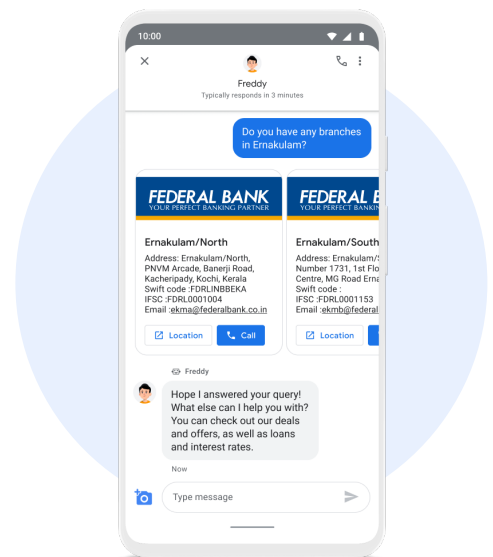 10:00
Freddy
Typically responds in 3 minutes
Do you have any branches
in Ernakulam?
FEDERAL BANK
YOUR PERFECT BANKING PARTNER
Ernakulam/North
Address: Ernakulam/North,
PNVM Arcade, Banerji Road,
Kacheripady, Kochi, Kerala
Swift code :FDRLINBBEKA
IFSC :FDRL0001004
Email :ekma@federalbank.co.in
Location
Call
FEDERAL
YOUR PERFECT
Ernakulam/South
Address: Ernakulam/
Number 1731, 1st Flo
Centre, MG Road Erna
Swift code :
IFSC :FDRL0001153
Email :ekmb@federal
Location
Freddy
Hope I answered your query!
What else can I help you with?
You can check out our deals
and offers, as well as loans
and interest rates.
Now
Type message